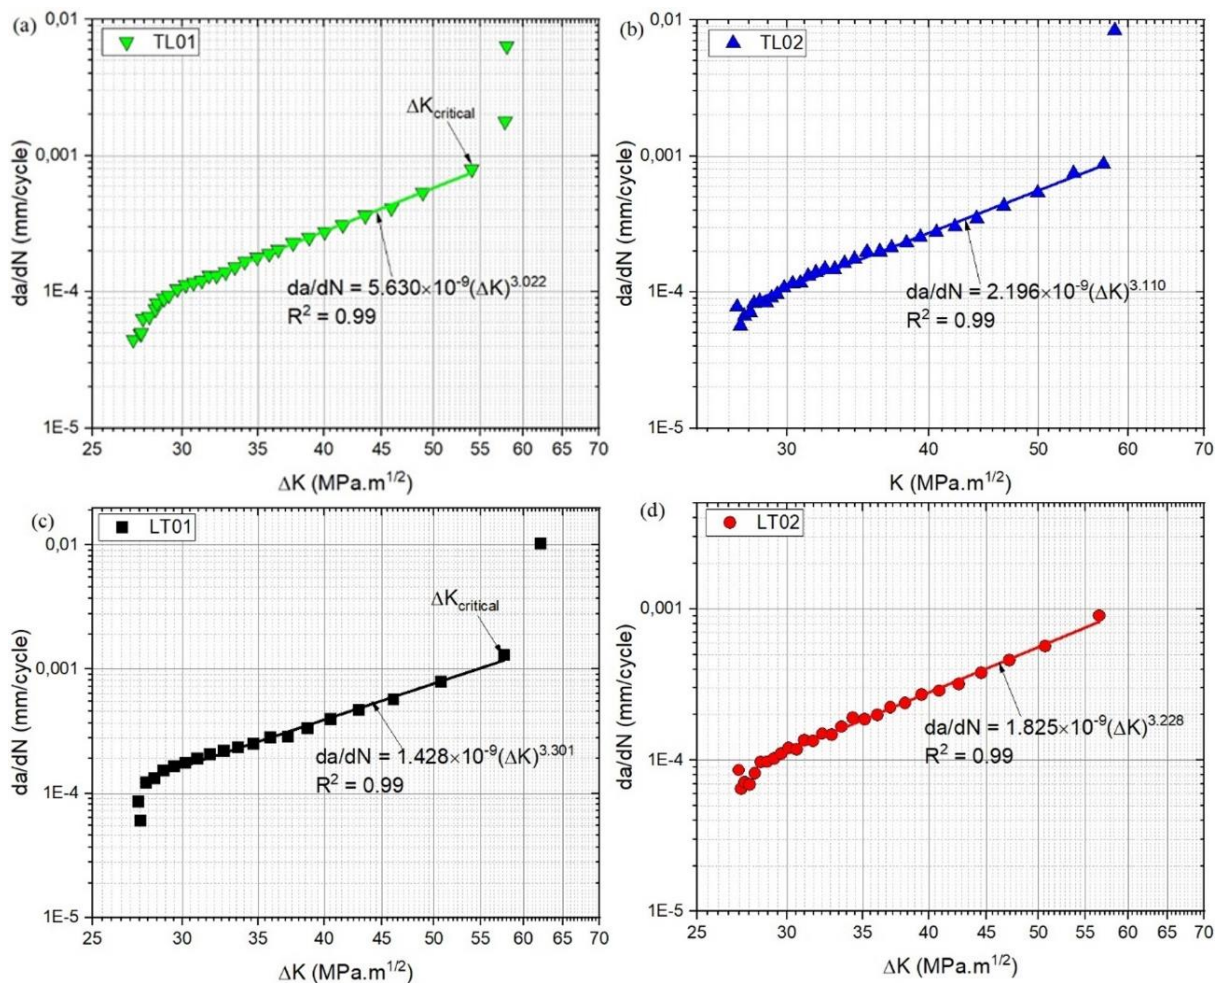 (a)
TL01
0,01
0,001
1E-4
1E-5
da/dN (mm/cycle)
ΔK_critical
da/dN = 5.630×10⁻⁹(ΔK)³·⁰²²
R² = 0.99
25 30 35 40 45 50 55 60 65 70
ΔK (MPa.m^1/2)
(b)
TL02
0,01
0,001
1E-4
1E-5
da/dN (mm/cycle)
da/dN = 2.196×10⁻⁹(ΔK)³·¹¹⁰
R² = 0.99
30 40 50 60 70
K (MPa.m^1/2)
(c)
LT01
0,01
0,001
1E-4
1E-5
da/dN (mm/cycle)
ΔK_critical
da/dN = 1.428×10⁻⁹(ΔK)³·³⁰¹
R² = 0.99
25 30 35 40 45 50 55 60 65 70
ΔK (MPa.m^1/2)
(d)
LT02
0,001
1E-4
1E-5
da/dN (mm/cycle)
da/dN = 1.825×10⁻⁹(ΔK)³·²²⁸
R² = 0.99
25 30 35 40 45 50 55 60 65 70
ΔK (MPa.m^1/2)